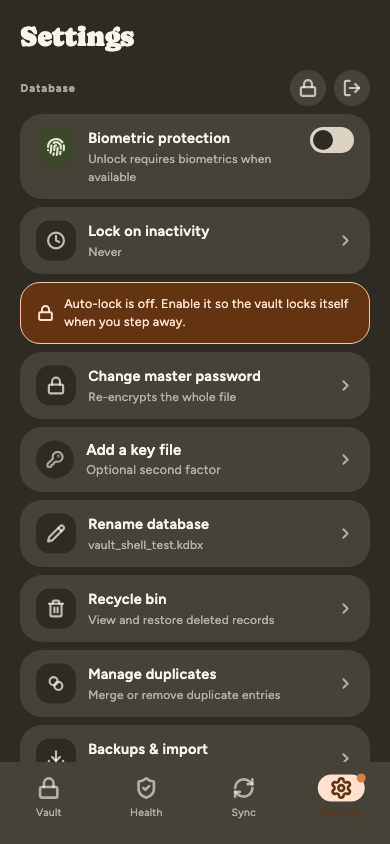 Settings
Database
Biometric protection
Unlock requires biometrics when
available
Lock on inactivity
Never
Auto-lock is off. Enable it so the vault locks itself
when you step away.
Change master password
Re-encrypts the whole file
Add a key file
Optional second factor
Rename database
vault_shell_test.kdbx
Recycle bin
View and restore deleted records
Manage duplicates
Merge or remove duplicate entries
Backups & import
Vault
Health
Sync